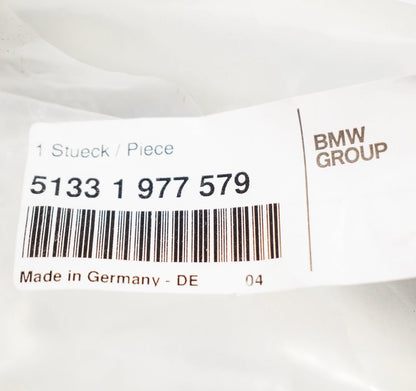 1 Stueck / Piece
5133 1 977 579
Made in Germany - DE 04
BMW
GROUP